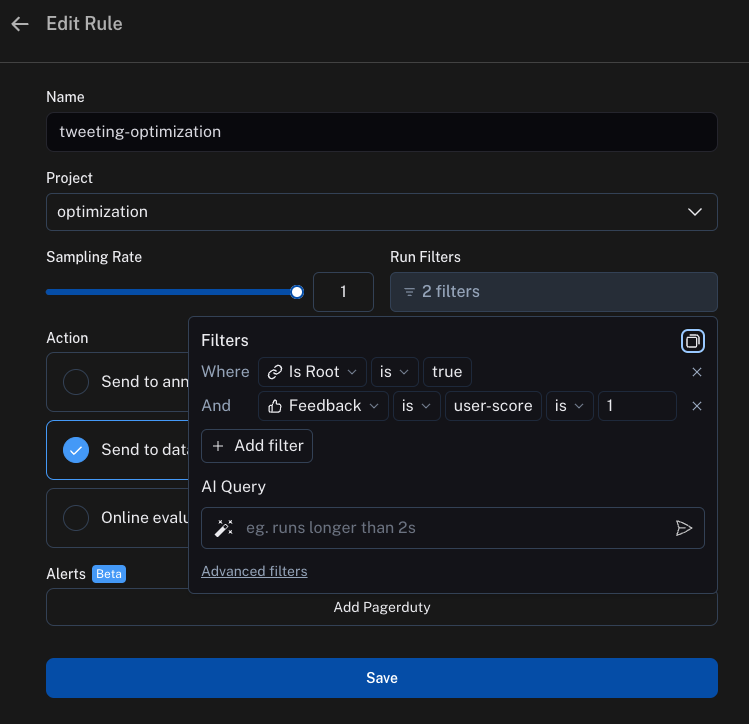 Edit Rule
Name
tweeting-optimization
Project
optimization
Sampling Rate
Run Filters
1
2 filters
Action
Filters
Where Is Root is true
Send to ann
And Feedback is user-score is 1
Add filter
Send to data
AI Query
Online evalu
eg. runs longer than 2s
Advanced filters
Alerts Beta
Add Pagerduty
Save